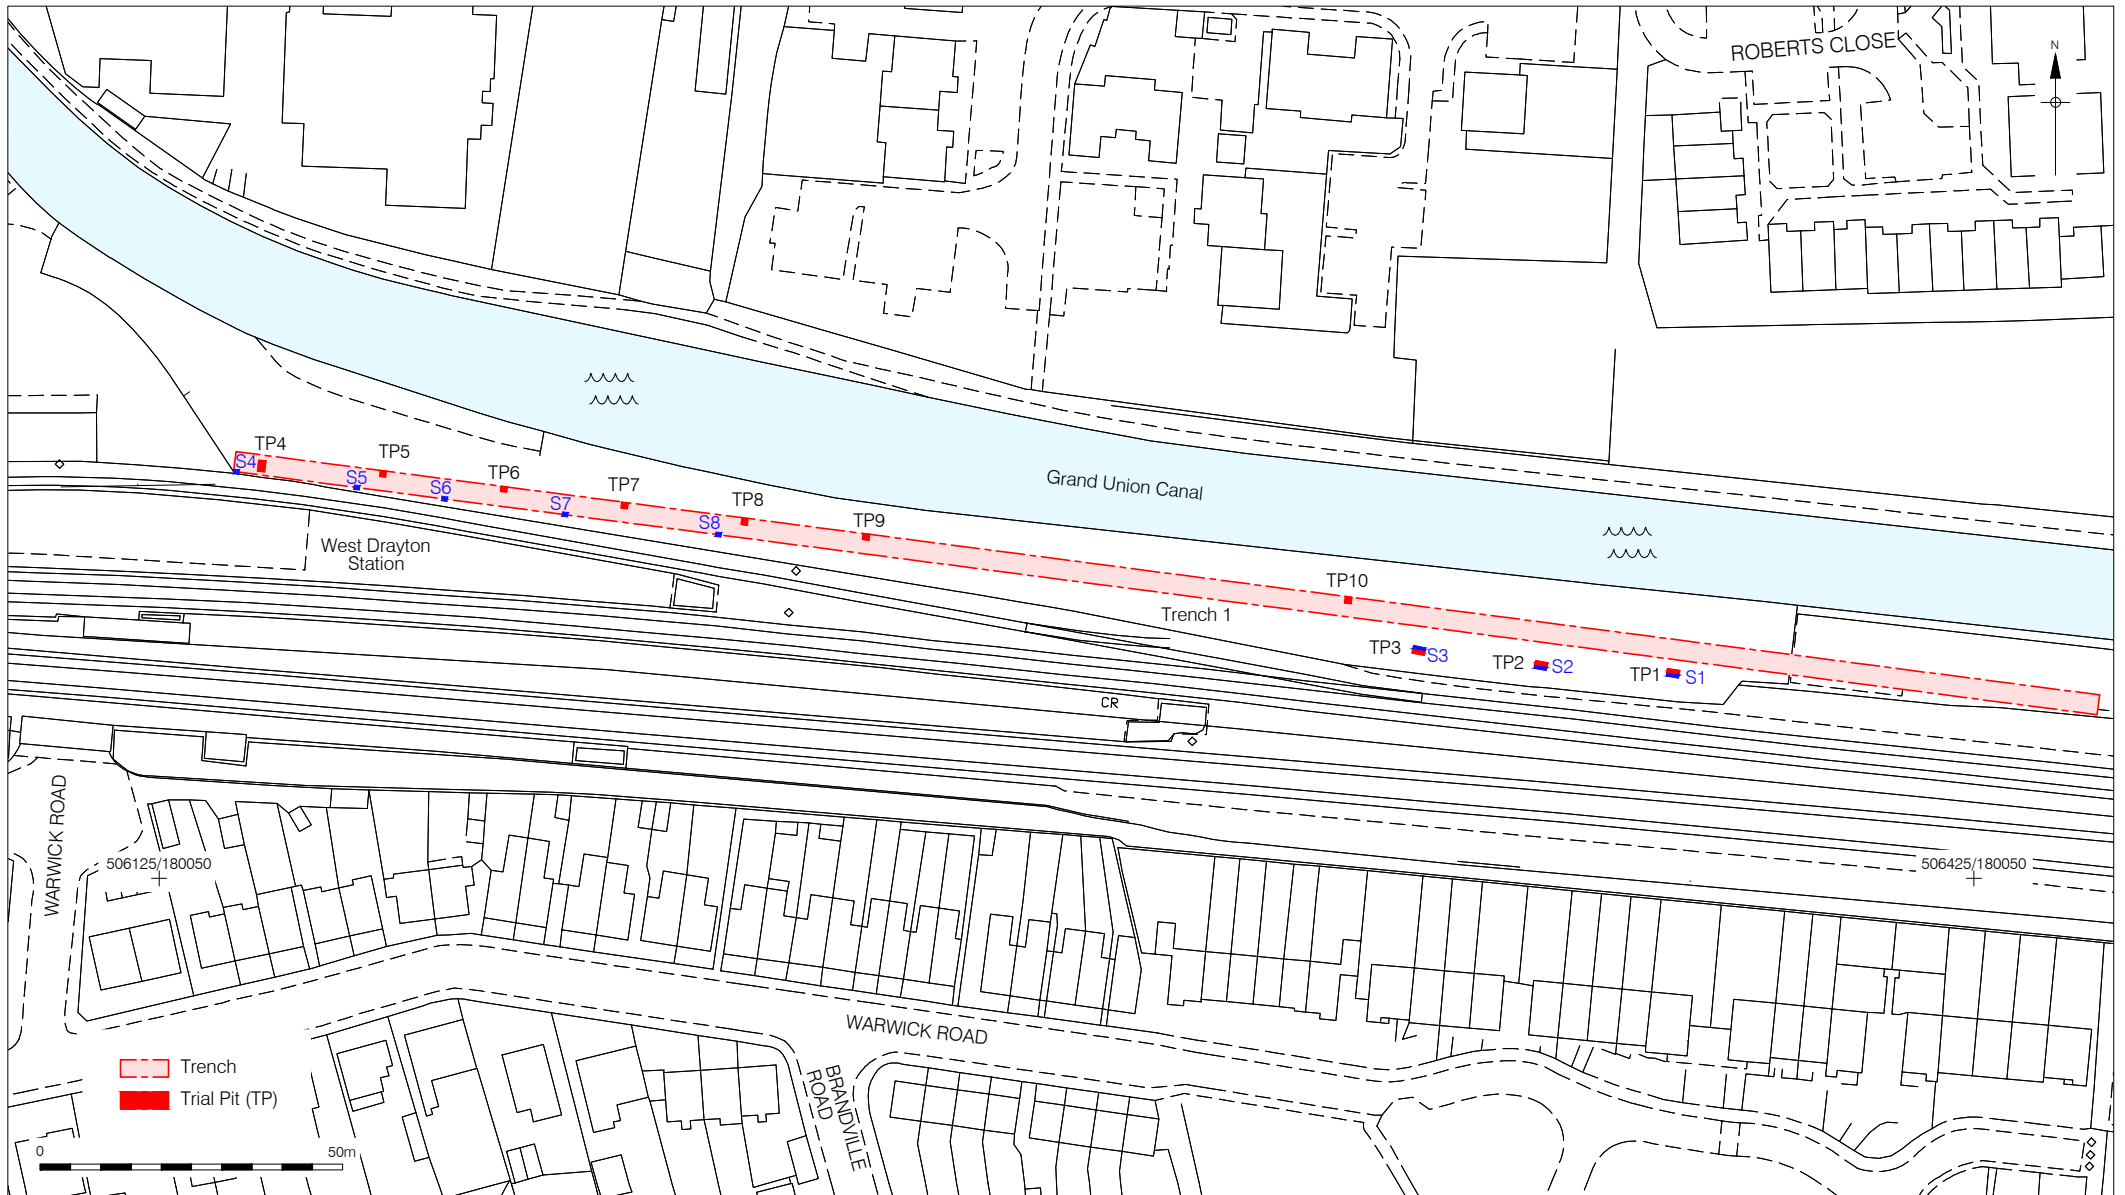 ROBERTS CLOSE
N
Grand Union Canal
TP4
S4
TP5
S5
TP6
S6
TP7
S7
TP8
S8
TP9
West Drayton
Station
TP10
Trench 1
TP3
S3
TP2
S2
TP1
S1
CR
WARWICK ROAD
506125/180050
506425/180050
WARWICK ROAD
BRANDVILLE
ROAD
Trench
Trial Pit (TP)
0
50m